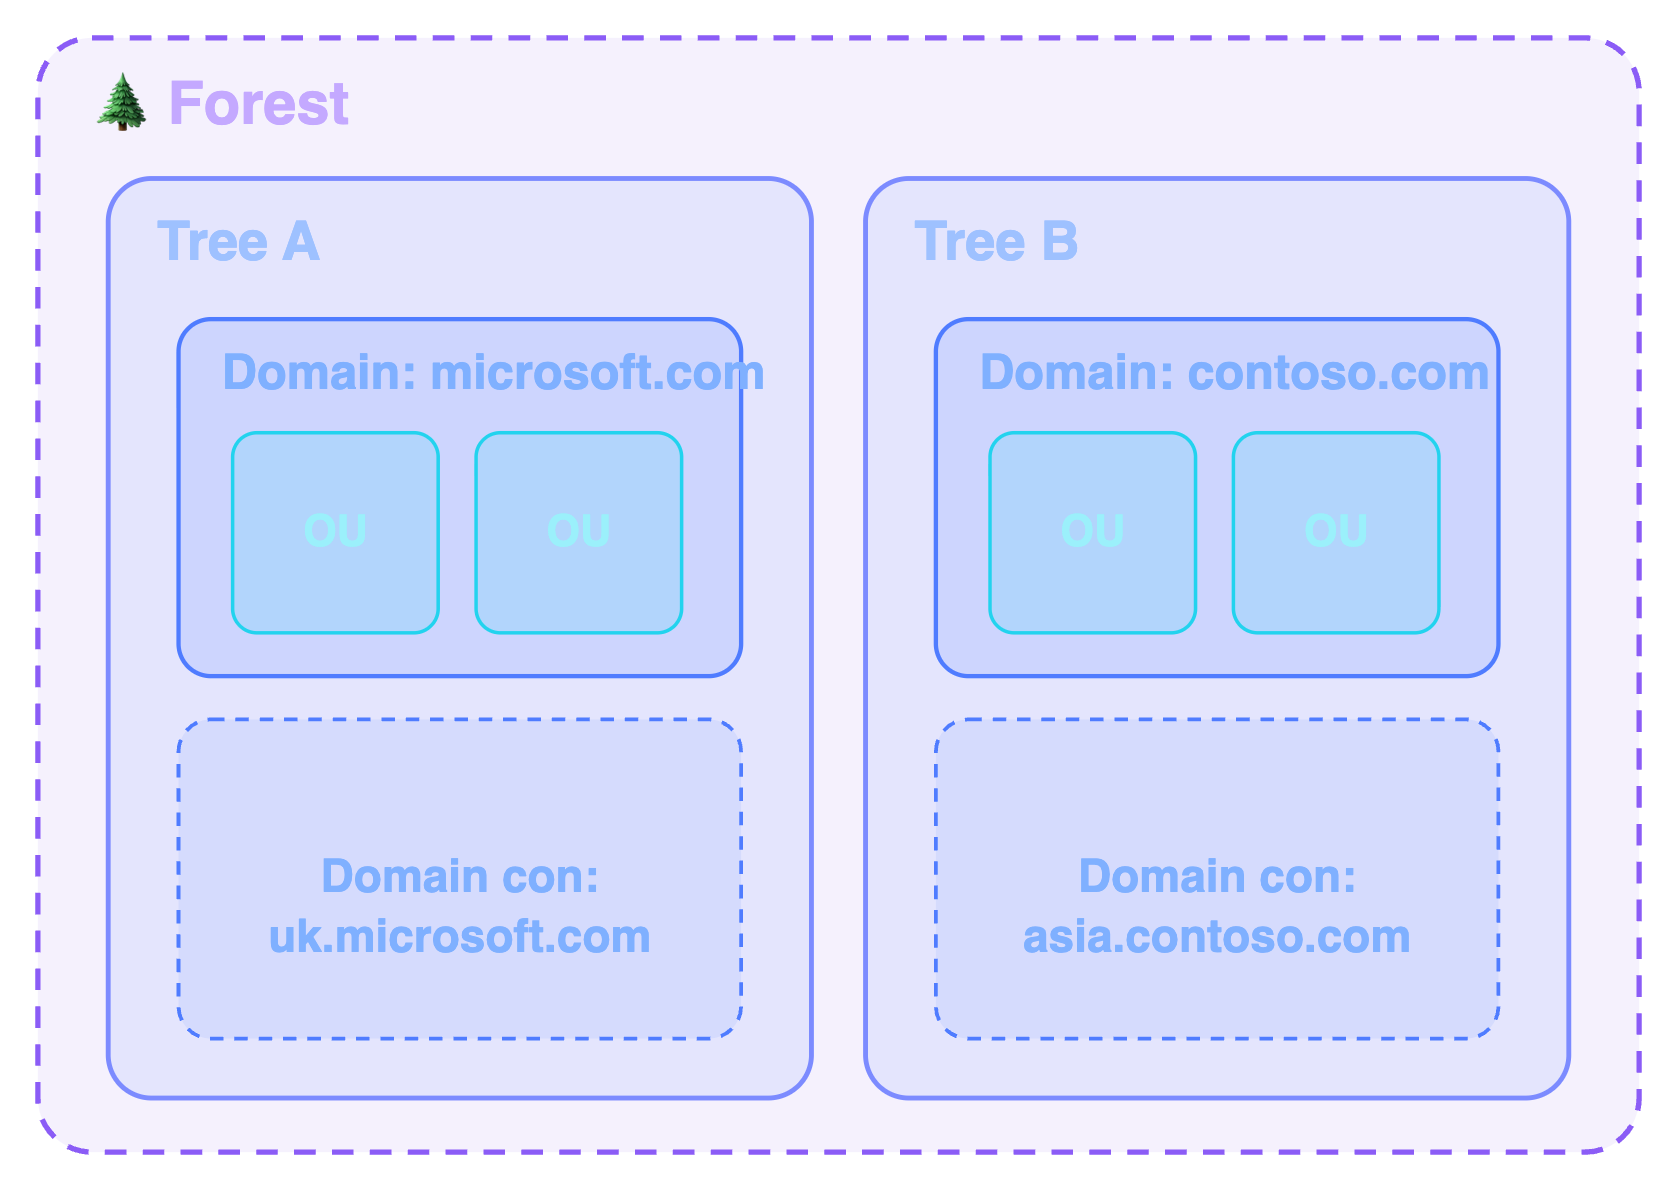 Forest
Tree A
Domain: microsoft.com
OU
OU
Domain con:
uk.microsoft.com
Tree B
Domain: contoso.com
OU
OU
Domain con:
asia.contoso.com